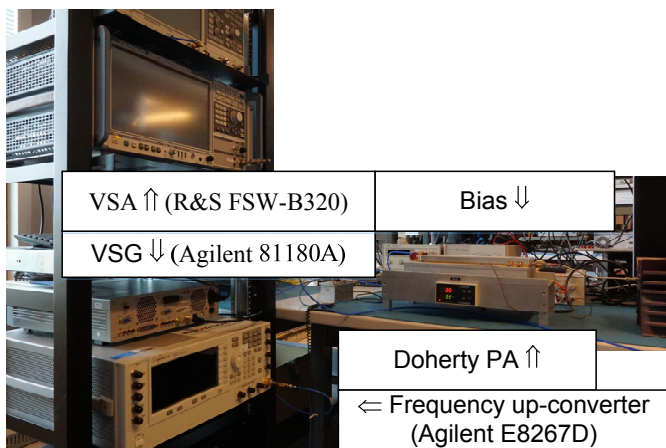 VSA ⇑ (R&S FSW-B320)
Bias ⇓
VSG ⇓ (Agilent 81180A)
Doherty PA ⇑
⇐ Frequency up-converter
(Agilent E8267D)